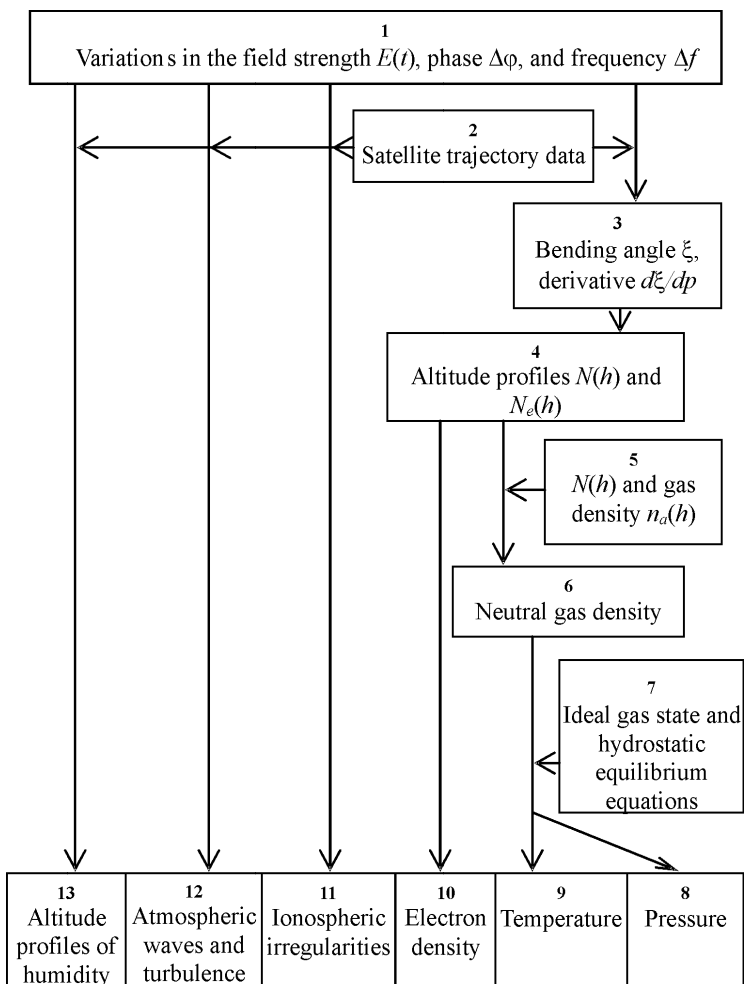 1
Variations in the field strength E(t), phase Δφ, and frequency Δf
2
Satellite trajectory data
3
Bending angle ξ,
derivative dξ/dp
4
Altitude profiles N(h) and
Nₑ(h)
5
N(h) and gas
density nₐ(h)
6
Neutral gas density
7
Ideal gas state and
hydrostatic
equilibrium
equations
13
Altitude
profiles of
humidity
12
Atmospheric
waves and
turbulence
11
Ionospheric
irregularities
10
Electron
density
9
Temperature
8
Pressure